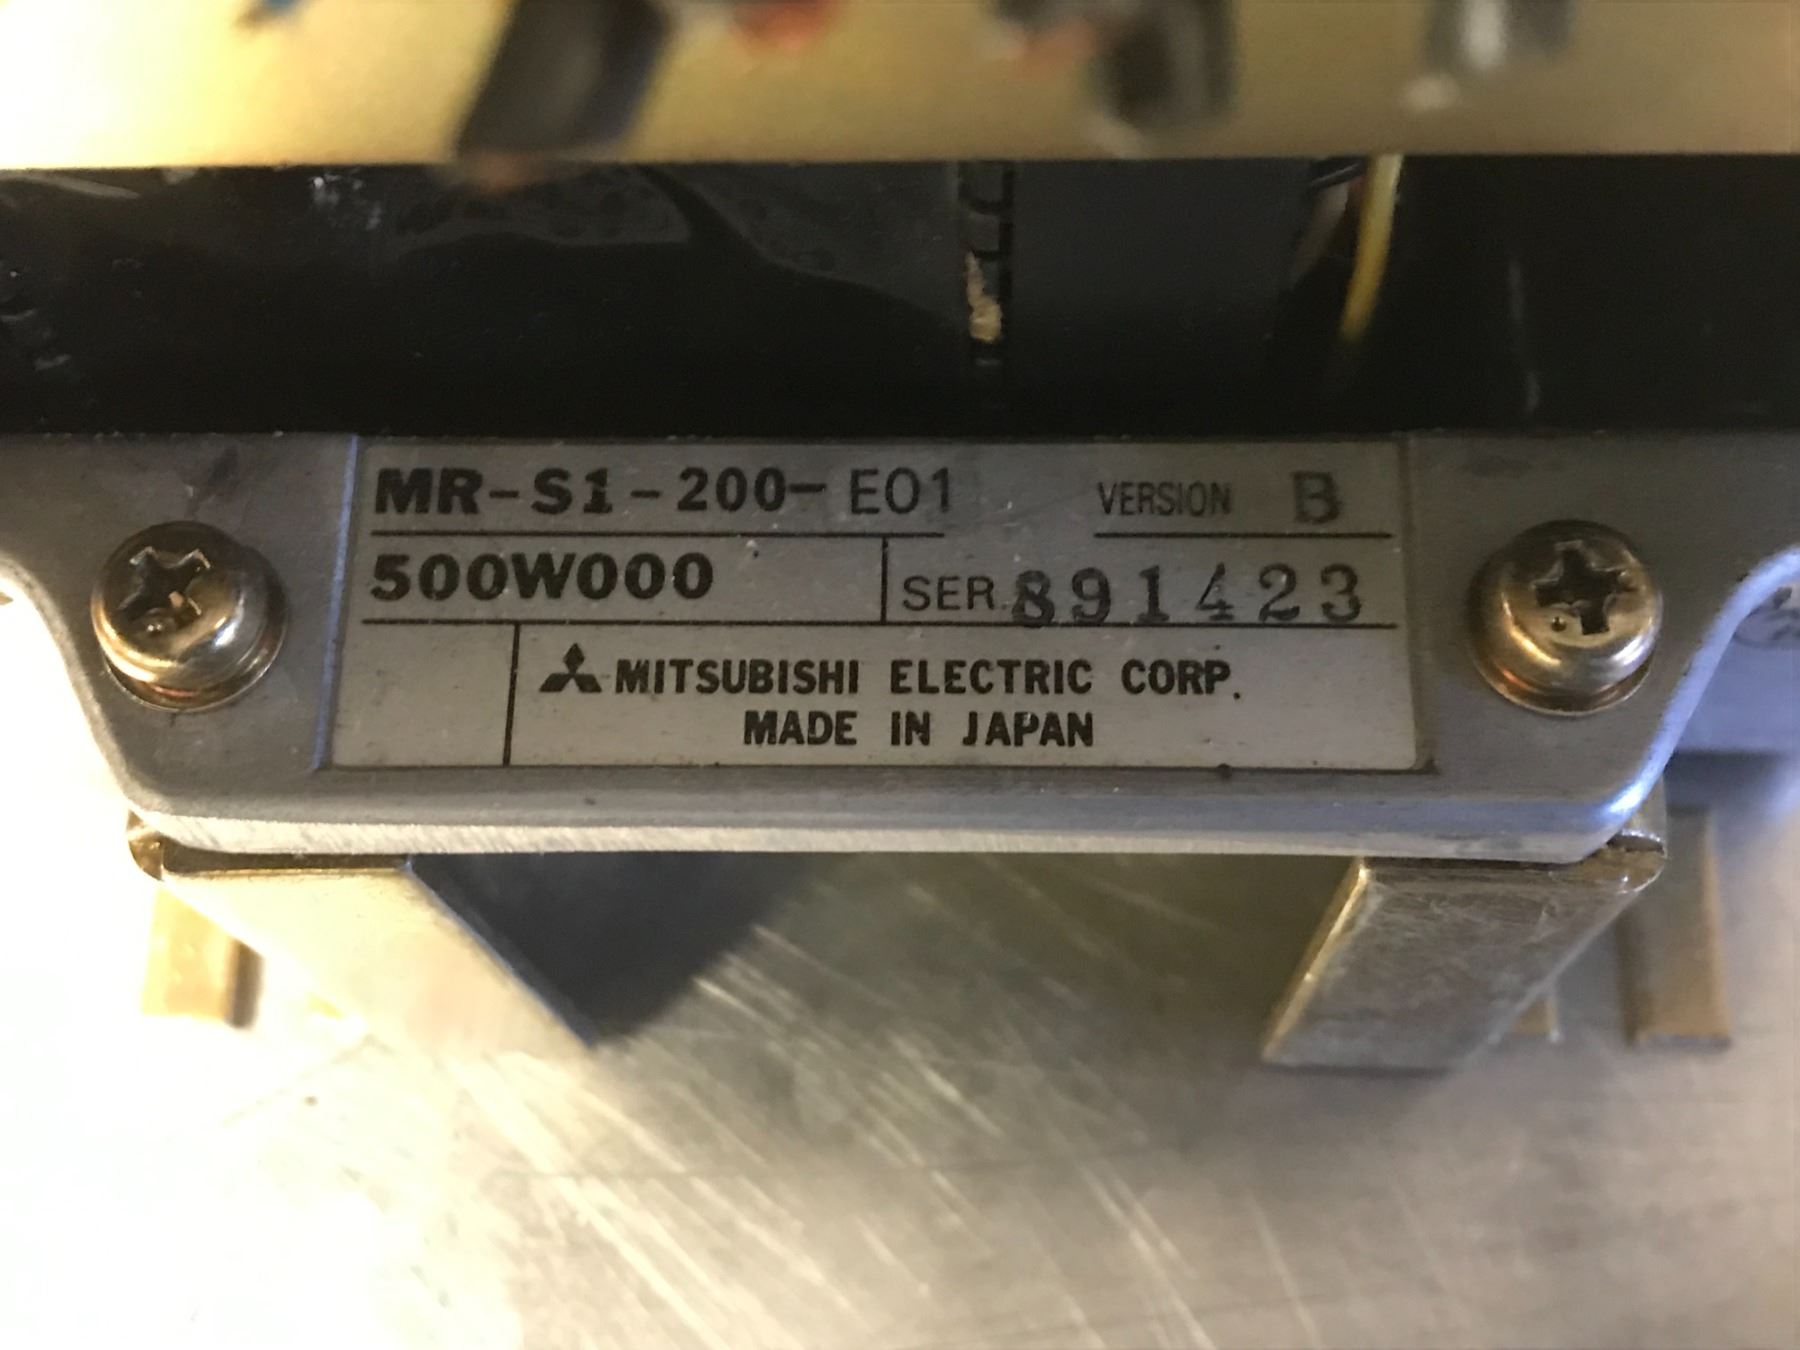 MR-S1-200-E01 VERSION B
500W000 SER. 891423
MITSUBISHI ELECTRIC CORP.
MADE IN JAPAN